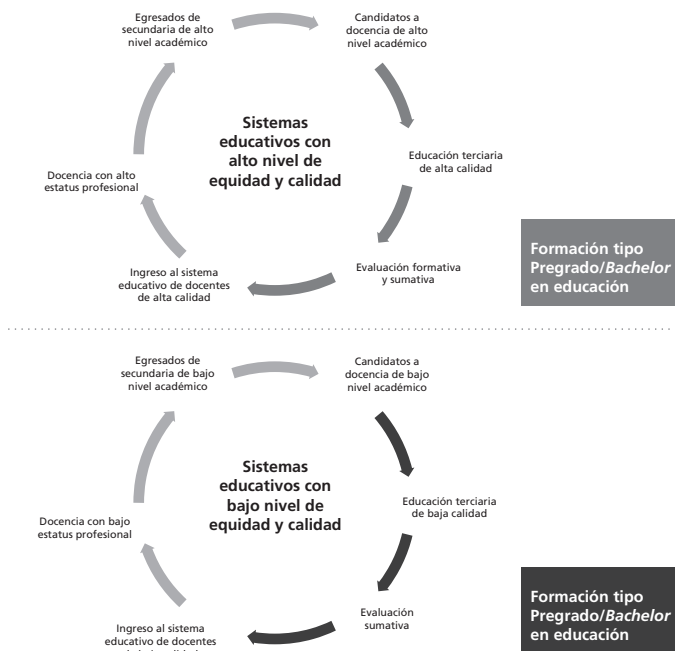 Egresados de
secundaria de alto
nivel académico
Candidatos a
docencia de alto
nivel académico
Sistemas
educativos con
alto nivel de
equidad y calidad
Educación terciaria
de alta calidad
Docencia con alto
estatus profesional
Evaluación formativa
y sumativa
Ingreso al sistema
educativo de docentes
de alta calidad
Formación tipo
Pregrado/Bachelor
en educación
Egresados de
secundaria de bajo
nivel académico
Candidatos a
docencia de bajo
nivel académico
Sistemas
educativos con
bajo nivel de
equidad y calidad
Educación terciaria
de baja calidad
Docencia con bajo
estatus profesional
Evaluación
sumativa
Ingreso al sistema
educativo de docentes
Formación tipo
Pregrado/Bachelor
en educación